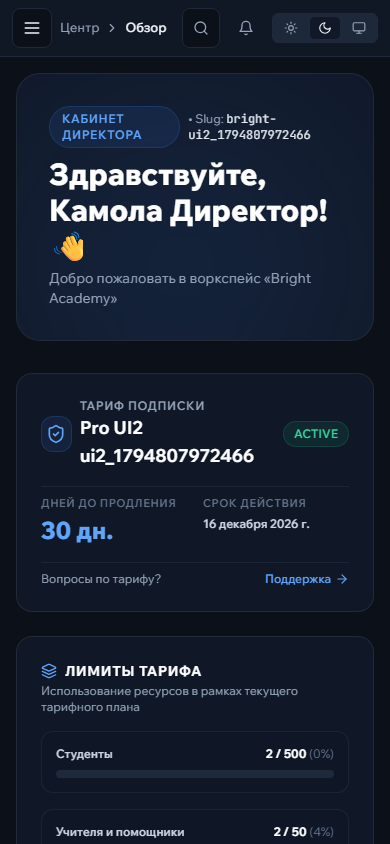 Центр > Обзор
КАБИНЕТ
ДИРЕКТОРА
• Slug: bright-
ui2_1794807972466
Здравствуйте,
Камола Директор!
👋
Добро пожаловать в воркспейс «Bright
Academy»
ТАРИФ ПОДПИСКИ
Pro UI2
ui2_1794807972466
ACTIVE
ДНЕЙ ДО ПРОДЛЕНИЯ
30 дн.
СРОК ДЕЙСТВИЯ
16 декабря 2026 г.
Вопросы по тарифу?
Поддержка →
ЛИМИТЫ ТАРИФА
Использование ресурсов в рамках текущего
тарифного плана
Студенты 2 / 500 (0%)
Учителя и помощники 2 / 50 (4%)